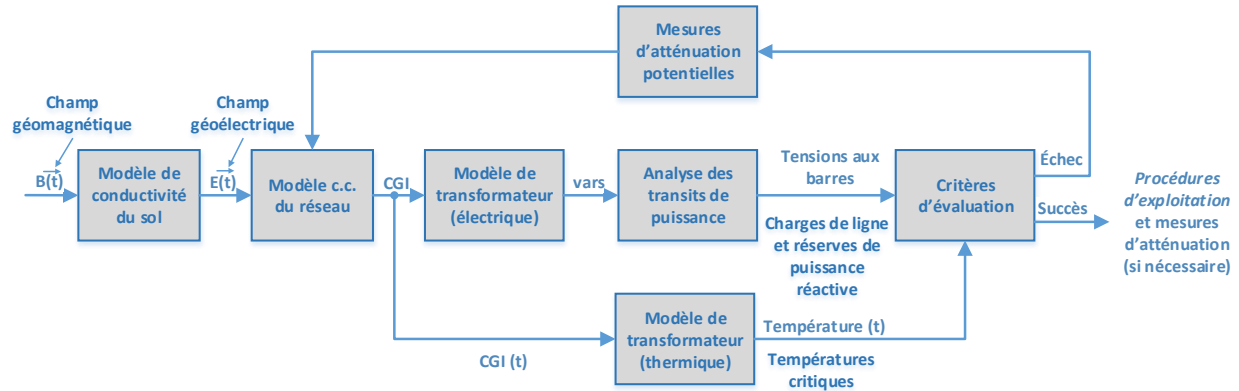 Mesures
d’atténuation
potentielles
Champ
géomagnétique
Champ
géoélectrique
B(t)
Modèle de
conductivité
du sol
E(t)
Modèle c.c.
du réseau
CGI
Modèle de
transformateur
(électrique)
vars
Analyse des
transits de
puissance
Tensions aux
barres
Charges de ligne
et réserves de
puissance
réactive
Critères
d’évaluation
Échec
Succès
Procédures
d’exploitation
et mesures
d’atténuation
(si nécessaire)
CGI (t)
Modèle de
transformateur
(thermique)
Température (t)
Températures
critiques